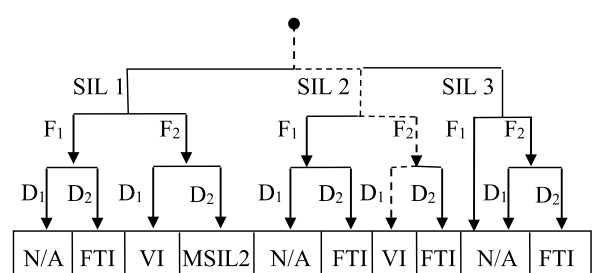 SIL 1 SIL 2 SIL 3
F₁ F₂ F₁ F₂ F₁ F₂
D₁ D₂ D₁ D₂ D₁ D₂ D₁ D₂ D₁ D₂
N/A FTI VI MSIL2 N/A FTI VI FTI N/A FTI